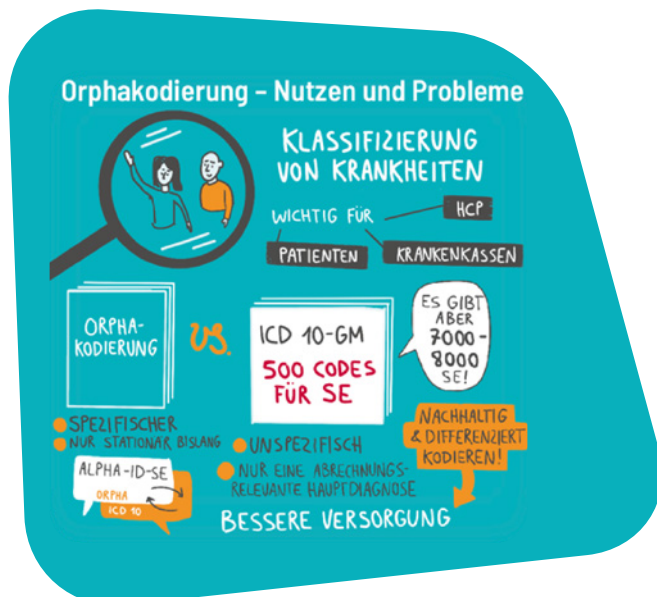 Orphakodierung – Nutzen und Probleme
KLASSIFIZIERUNG
VON KRANKHEITEN
WICHTIG FÜR
HCP
PATIENTEN
KRANKENKASSEN
ORPHA-
KODIERUNG
VS.
ICD 10-GM
500 CODES
FÜR SE
ES GIBT
ABER
7000-
8000
SE!
SPEZIFISCHER
NUR STATIONÄR BISLANG
ALPHA-ID-SE
ORPHA
ICD 10
UNSPEZIFISCH
NUR EINE ABRECHNUNGS-
RELEVANTE HAUPTDIAGNOSE
NACHHALTIG
& DIFFERENZIERT
KODIEREN!
BESSERE VERSORGUNG